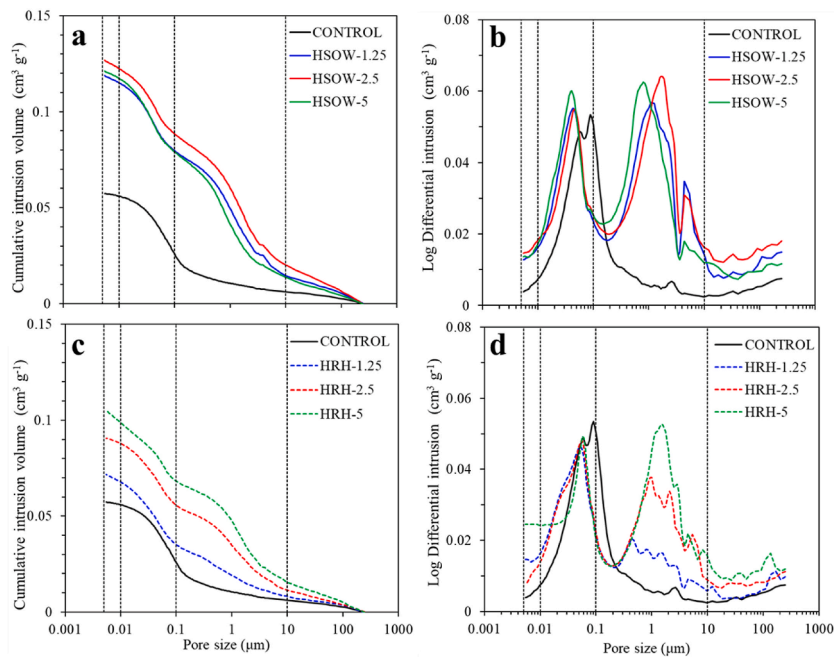 a
Cumulative intrusion volume (cm³ g⁻¹)
0.15
0.1
0.05
0
CONTROL
HSOW-1.25
HSOW-2.5
HSOW-5
b
Log Differential intrusion (cm³ g⁻¹)
0.08
0.06
0.04
0.02
0
CONTROL
HSOW-1.25
HSOW-2.5
HSOW-5
c
Cumulative intrusion volume (cm³ g⁻¹)
0.15
0.1
0.05
0
CONTROL
HRH-1.25
HRH-2.5
HRH-5
0.001 0.01 0.1 1 10 100 1000
Pore size (µm)
d
Log Differential intrusion (cm³ g⁻¹)
0.08
0.06
0.04
0.02
0
CONTROL
HRH-1.25
HRH-2.5
HRH-5
0.001 0.01 0.1 1 10 100 1000
Pore size (µm)